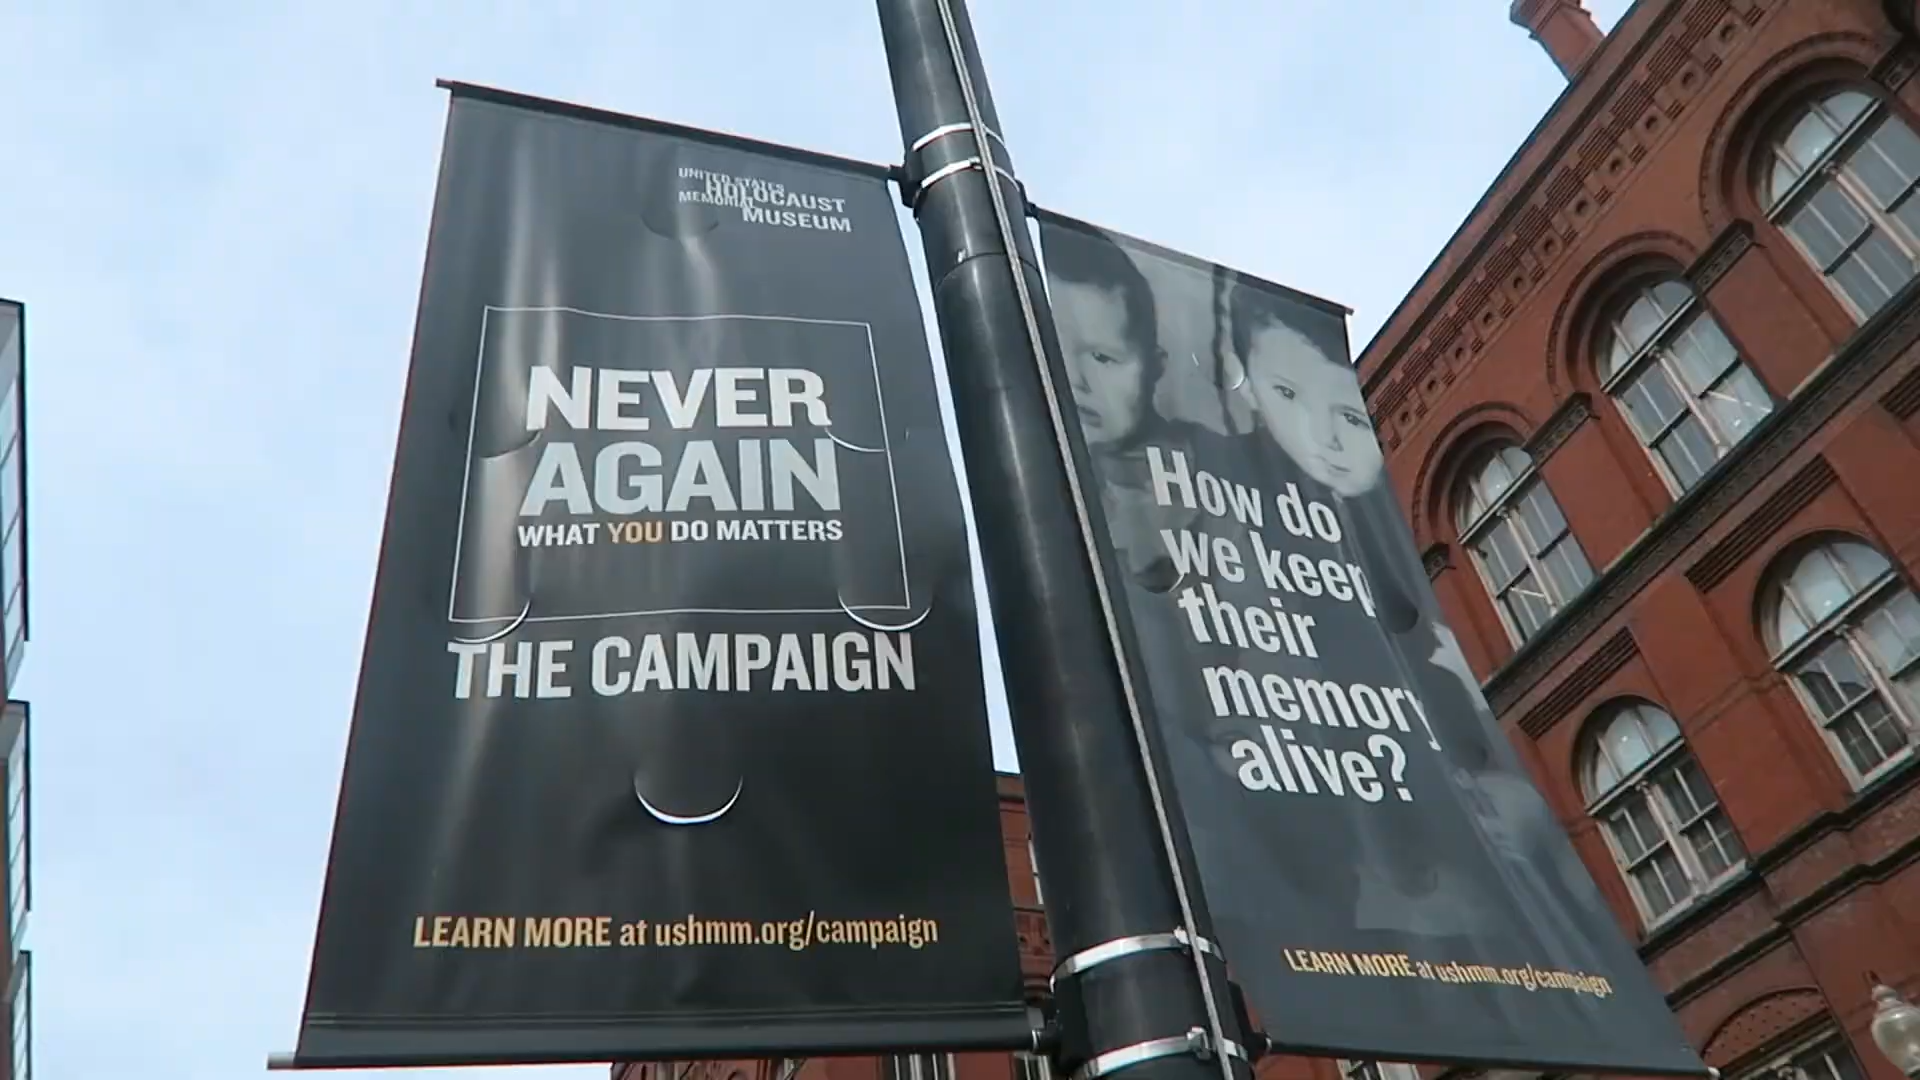 UNITED STATES
HOLOCAUST
MEMORIAL
MUSEUM
NEVER
AGAIN
WHAT YOU DO MATTERS
THE CAMPAIGN
LEARN MORE at ushmm.org/campaign
How do
we keep
their
memory
alive?
LEARN MORE at ushmm.org/campaign